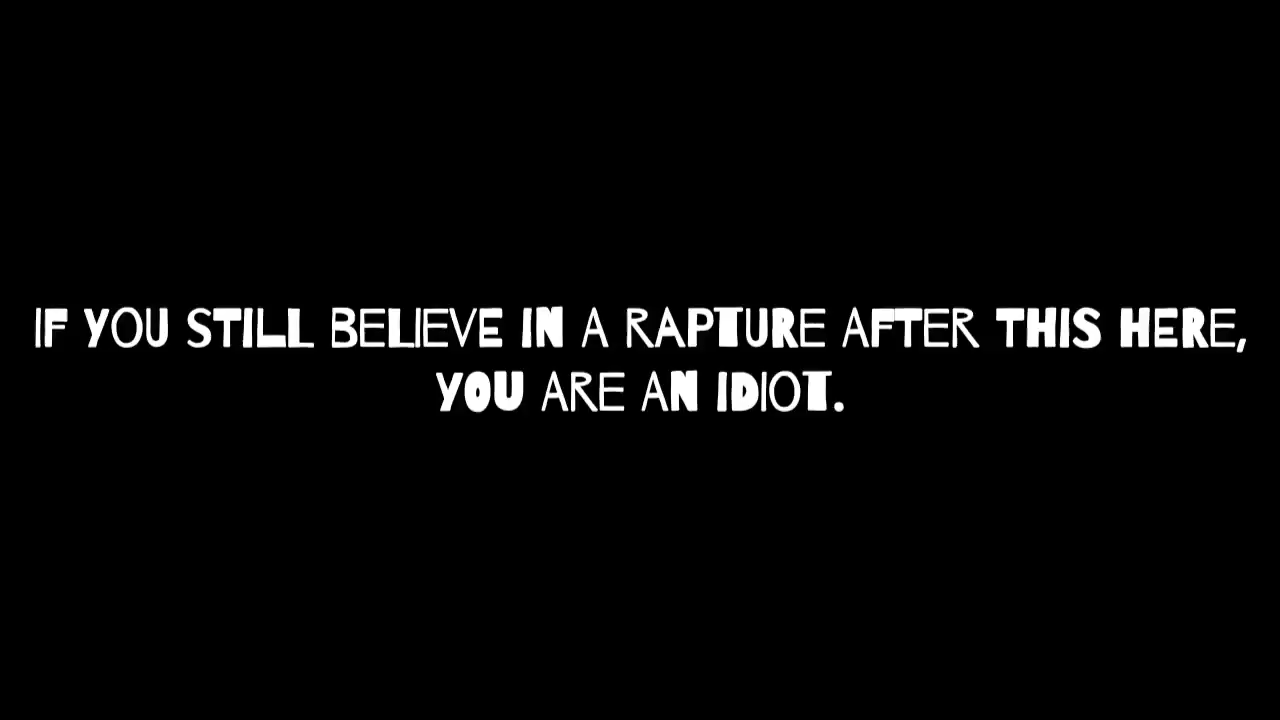 IF YOU STILL BELIEVE IN A RAPTURE AFTER THIS HERE,
YOU ARE AN IDIOT.